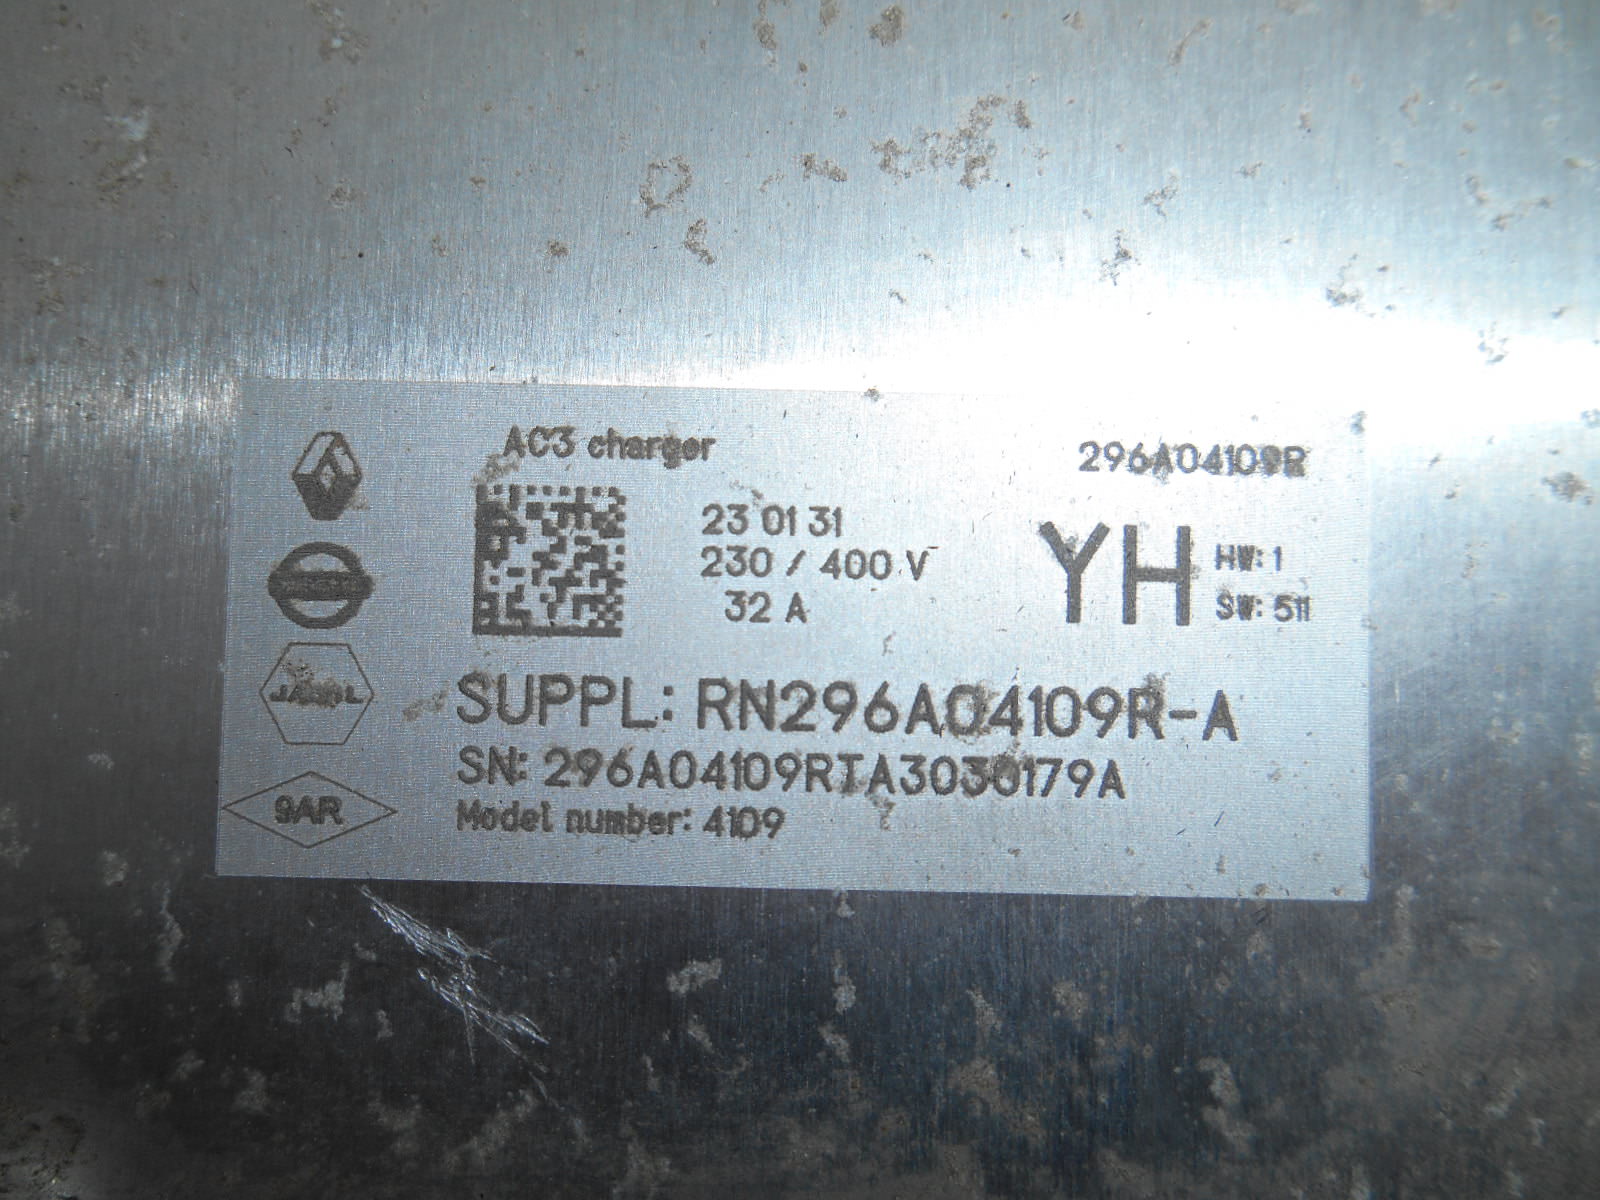 AC3 charger
296A04109R
23 01 31
230 / 400 V~
32 A
YH
HW: 1
SW: 511
SUPPL: RN296A04109R-A
SN: 296A04109RTA3030179A
Model number: 4109
9AR